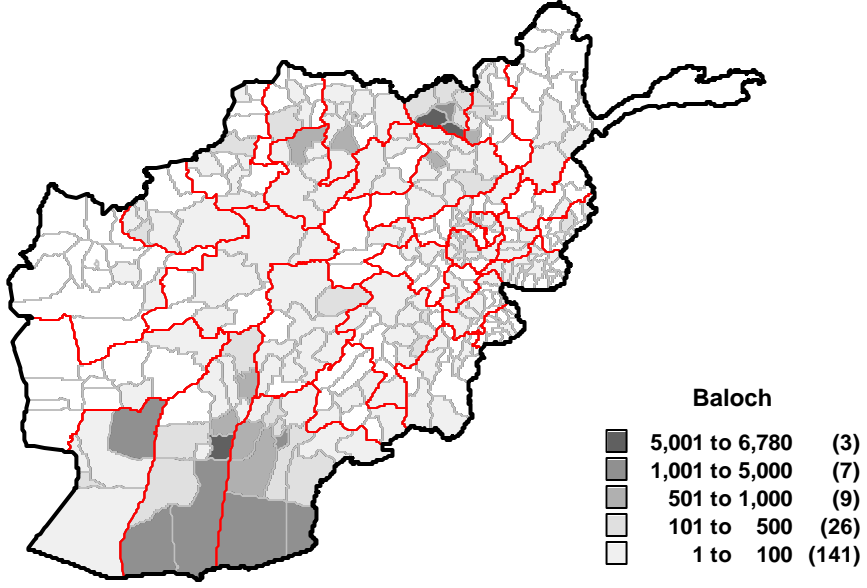 Baloch
5,001 to 6,780 (3)
1,001 to 5,000 (7)
501 to 1,000 (9)
101 to 500 (26)
1 to 100 (141)